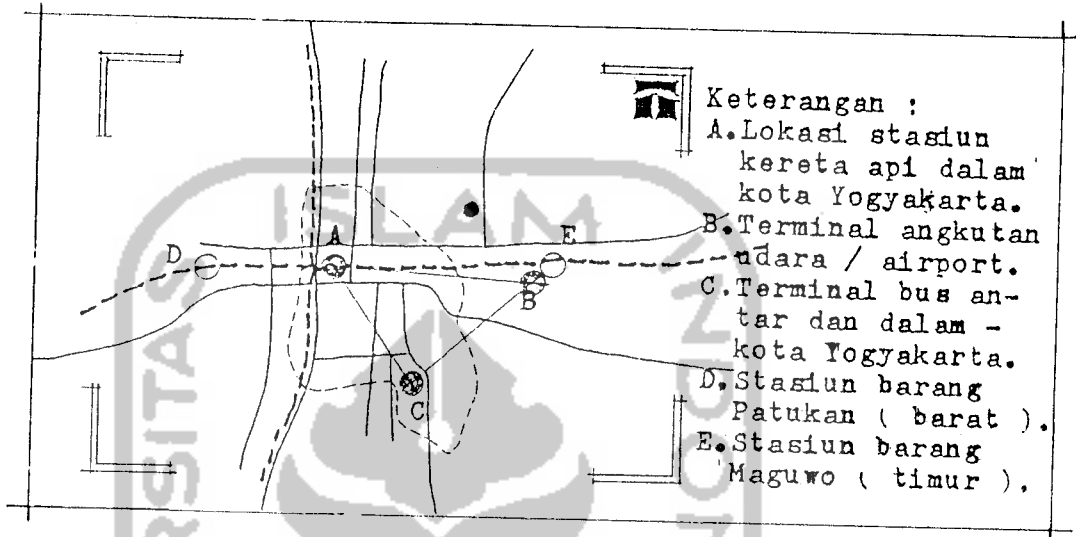 Keterangan :
A.Lokasi stasiun
kereta api dalam
kota Yogyakarta.
B.Terminal angkutan
udara / airport.
C.Terminal bus an-
tar dan dalam -
kota Yogyakarta.
D.Stasiun barang
Patukan ( barat ).
E.Stasiun barang
Maguwo ( timur ).
D
A
E
B
C
ISLAM